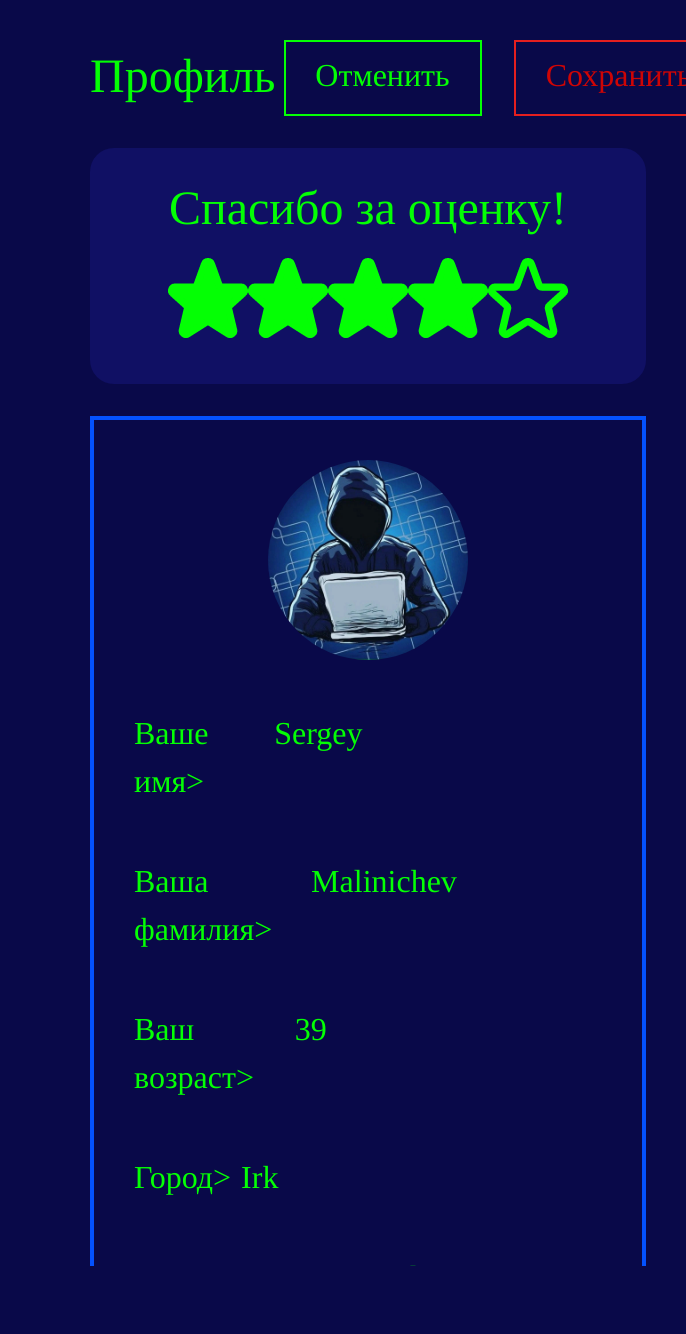 Профиль Отменить Сохранить
Спасибо за оценку!
Ваше Sergey
имя>
Ваша Malinichev
фамилия>
Ваш 39
возраст>
Город> Irk